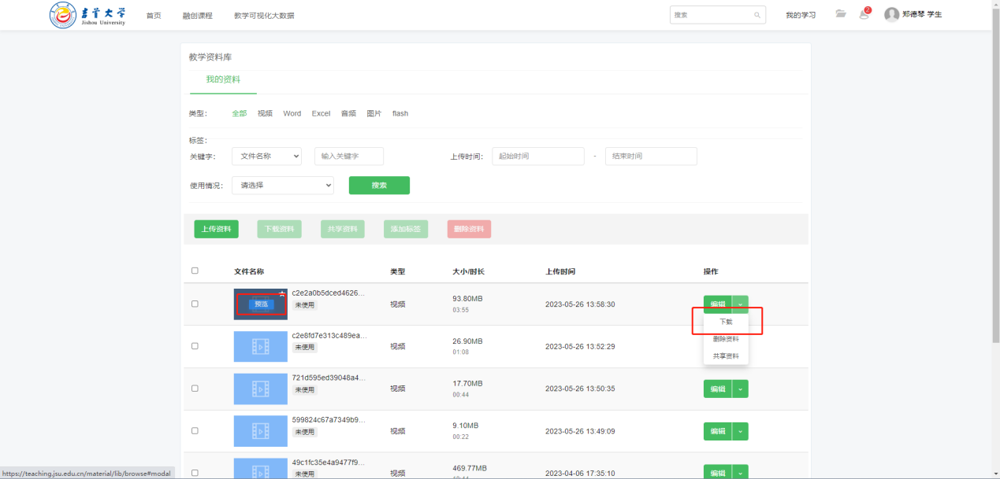 吉首大学
Jishou University
首页 融创课程 教学可视化大数据 搜索 我的学习 2 郑德琴 学生
教学资料库
我的资料
类型： 全部 视频 Word Excel 音频 图片 flash
标签：
关键字： 文件名称 输入关键字 上传时间： 起始时间 - 结束时间
使用情况： 请选择 搜索
上传资料 下载资料 共享资料 添加标签 删除资料
文件名称 类型 大小/时长 上传时间 操作
预览 c2e2a0b5dced4626... 未使用 视频 93.80MB 03:55 2023-05-26 13:58:30 编辑
下载
删除资料
共享资料
c2e8fd7e313c489ea... 未使用 视频 26.90MB 01:08 2023-05-26 13:52:29
721d595ed39048a4... 未使用 视频 17.70MB 00:44 2023-05-26 13:50:35 编辑
599824c67a7349b9... 未使用 视频 9.10MB 00:22 2023-05-26 13:49:09 编辑
49c1fc35e4a9477f9... 未使用 视频 469.77MB 2023-04-06 17:35:10 编辑
https://teaching.jsu.edu.cn/material/lib/browse#modal